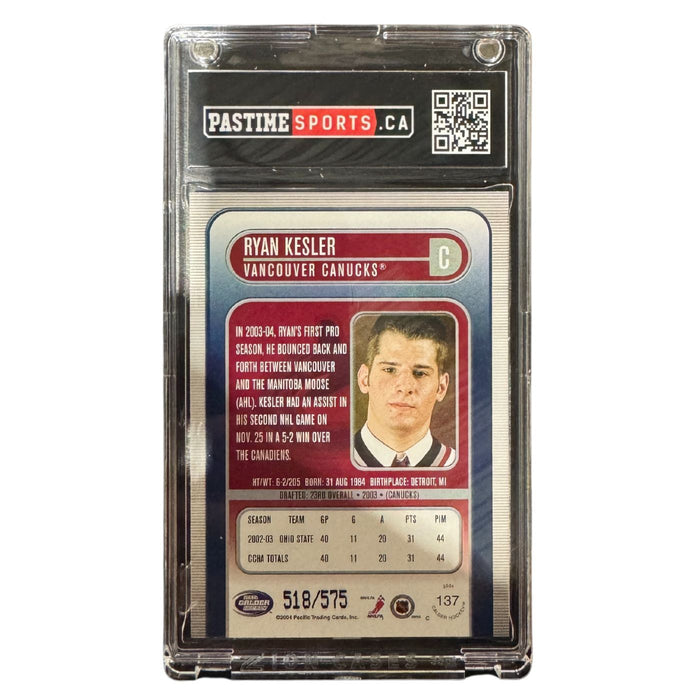 PASTIME SPORTS .CA
RYAN KESLER
C
VANCOUVER CANUCKS®
IN 2003-04, RYAN'S FIRST PRO
SEASON, HE BOUNCED BACK AND
FORTH BETWEEN VANCOUVER
AND THE MANITOBA MOOSE
(AHL). KESLER HAD AN ASSIST IN
HIS SECOND NHL GAME ON
NOV. 25 IN A 5-2 WIN OVER
THE CANADIENS.
HT/WT: 6-2/205 BORN: 31 AUG 1984 BIRTHPLACE: DETROIT, MI
DRAFTED: 23RD OVERALL • 2003 • (CANUCKS)
SEASON TEAM GP G A PTS PIM
2002-03 OHIO STATE 40 11 20 31 44
CCHA TOTALS 40 11 20 31 44
CALDER
518/575
137
©2004 Pacific Trading Cards, Inc.
C